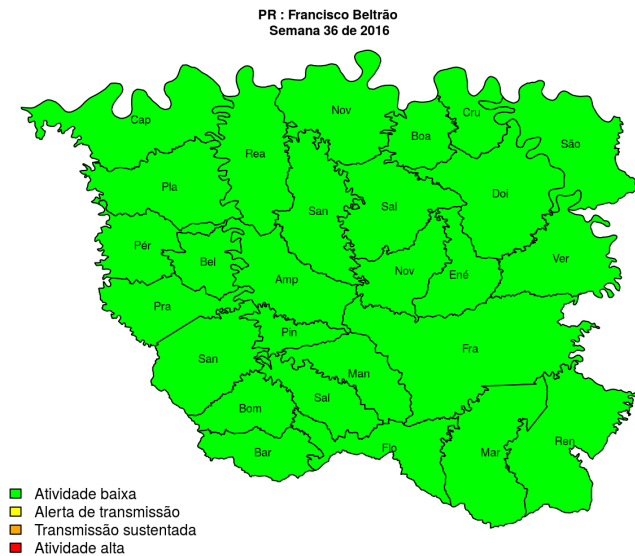 PR : Francisco Beltrão
Semana 36 de 2016
Cap
Nov
Cru
Boa
São
Rea
Pla
Doi
San
Sal
Pér
Bel
Nov
Ené
Ver
Amp
Pra
Pin
Fra
San
Man
Sal
Bom
Bar
Flo
Mar
Ren
Atividade baixa
Alerta de transmissão
Transmissão sustentada
Atividade alta